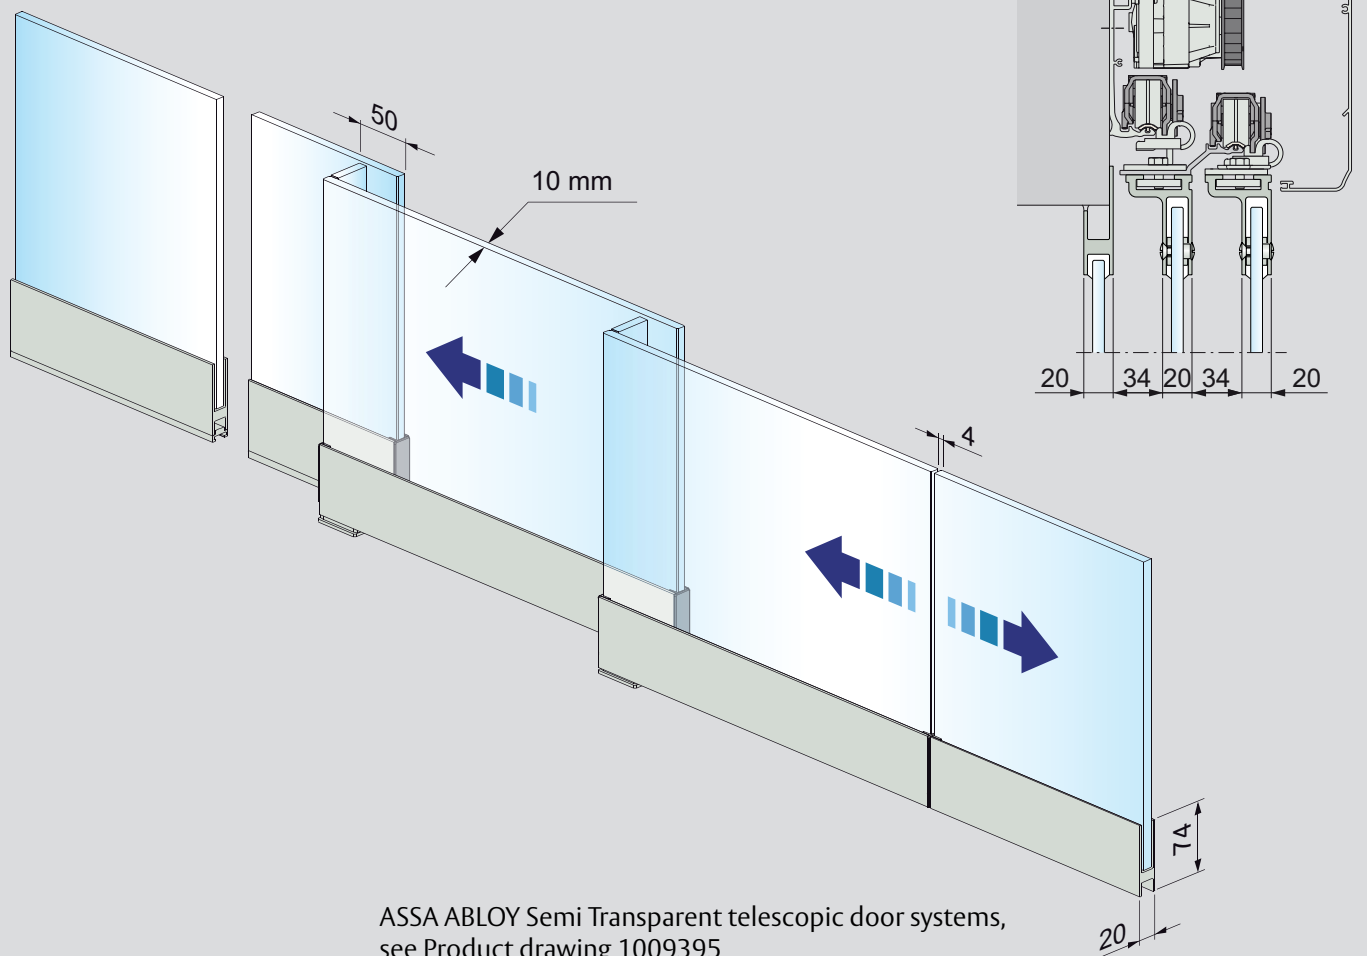 50
10 mm
20 34 20 34 20
4
74
20
ASSA ABLOY Semi Transparent telescopic door systems,
see Product drawing 1009395